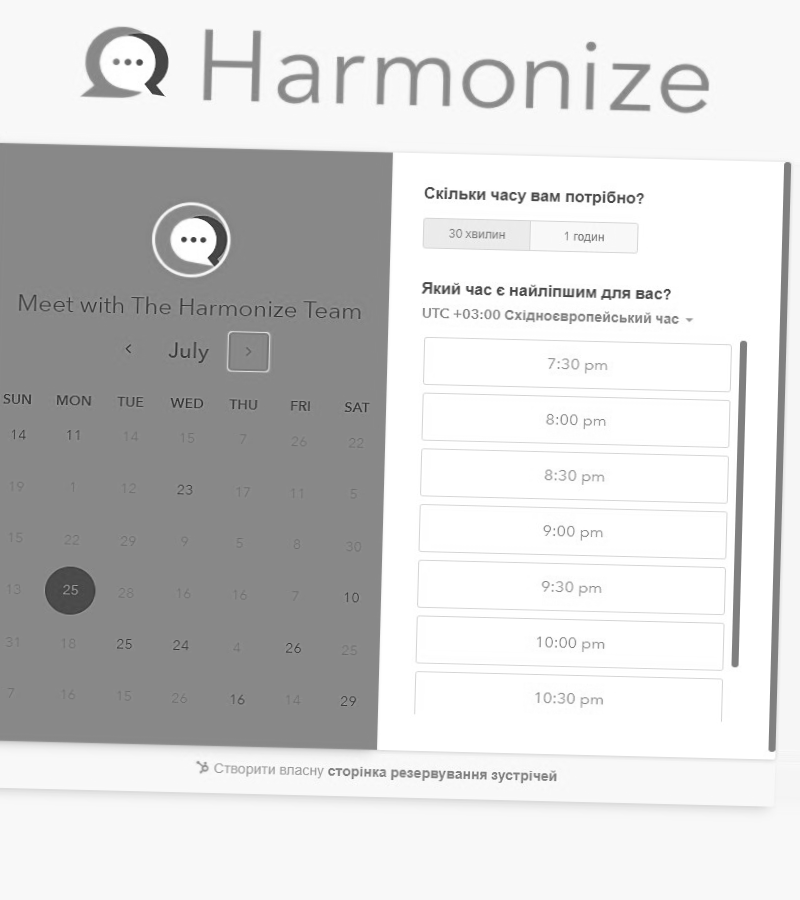 Harmonize
Meet with The Harmonize Team
July
SUN MON TUE WED THU FRI SAT
14 11 14 15 7 26 22
19 1 12 23 17 11 5
15 22 29 9 5 8 30
13 25 28 16 16 7 10
31 18 25 24 4 26 25
7 16 15 26 16 14 29
Скільки часу вам потрібно?
30 хвилин 1 годин
Який час є найліпшим для вас?
UTC +03:00 Східноєвропейський час
7:30 pm
8:00 pm
8:30 pm
9:00 pm
9:30 pm
10:00 pm
10:30 pm
Створити власну сторінка резервування зустрічей